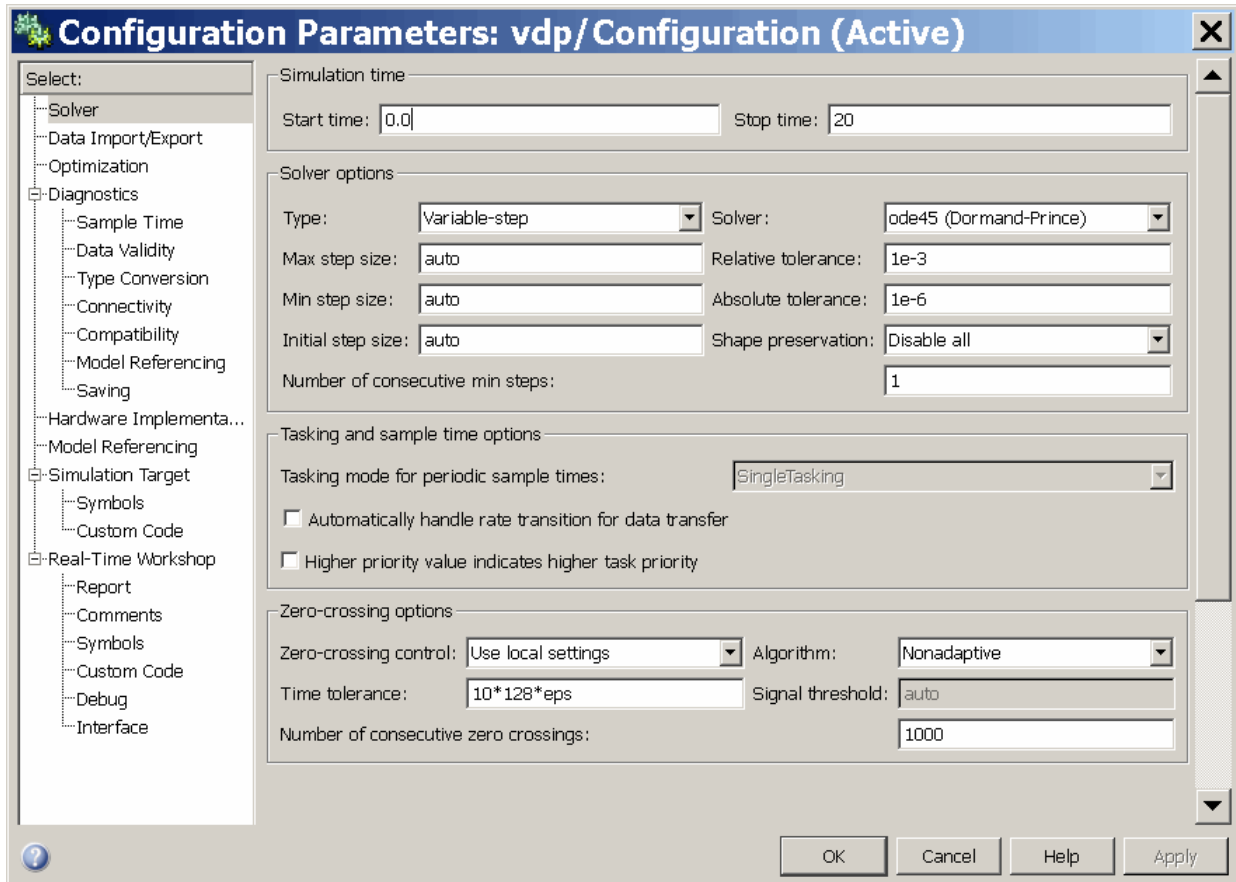 Configuration Parameters: vdp/Configuration (Active)
Select:
Solver
Data Import/Export
Optimization
Diagnostics
Sample Time
Data Validity
Type Conversion
Connectivity
Compatibility
Model Referencing
Saving
Hardware Implementa...
Model Referencing
Simulation Target
Symbols
Custom Code
Real-Time Workshop
Report
Comments
Symbols
Custom Code
Debug
Interface
Simulation time
Start time: 0.0 Stop time: 20
Solver options
Type: Variable-step Solver: ode45 (Dormand-Prince)
Max step size: auto Relative tolerance: 1e-3
Min step size: auto Absolute tolerance: 1e-6
Initial step size: auto Shape preservation: Disable all
Number of consecutive min steps: 1
Tasking and sample time options
Tasking mode for periodic sample times: SingleTasking
Automatically handle rate transition for data transfer
Higher priority value indicates higher task priority
Zero-crossing options
Zero-crossing control: Use local settings Algorithm: Nonadaptive
Time tolerance: 10*128*eps Signal threshold: auto
Number of consecutive zero crossings: 1000
OK Cancel Help Apply